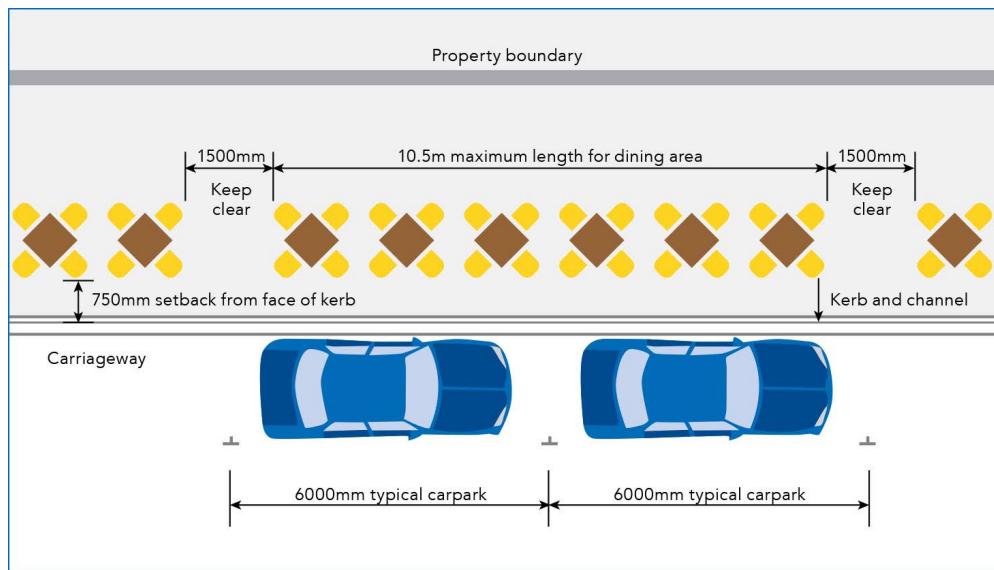 Property boundary
1500mm
10.5m maximum length for dining area
1500mm
Keep
clear
Keep
clear
750mm setback from face of kerb
Kerb and channel
Carriageway
6000mm typical carpark
6000mm typical carpark